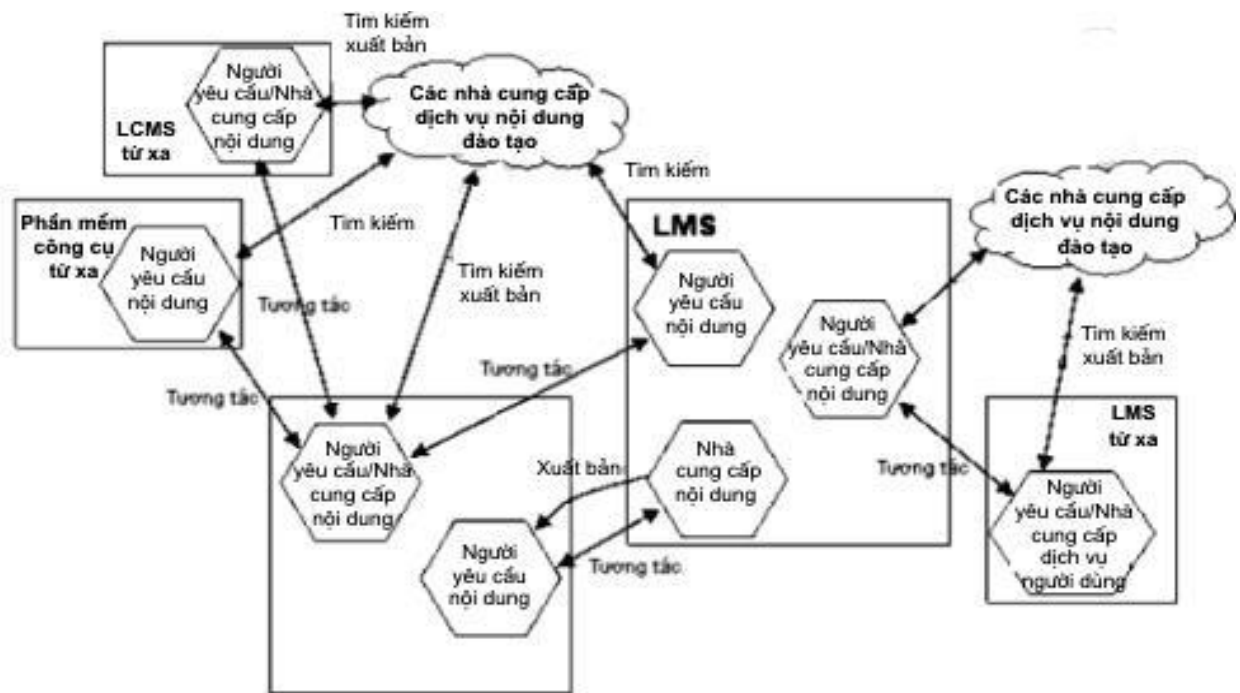 Tìm kiếm
xuất bản
Người
yêu cầu/Nhà
cung cấp
nội dung
LCMS
từ xa
Các nhà cung cấp
dịch vụ nội dung
đào tạo
Tìm kiếm
Các nhà cung cấp
dịch vụ nội dung
đào tạo
Phần mếm
công cụ
từ xa
Người
yêu cầu
nội dung
Tìm kiếm
LMS
Người
yêu cầu
nội dung
Tìm kiếm
xuất bản
Tương tác
Người
yêu cầu/Nhà
cung cấp
nội dung
Tìm kiếm
xuất bản
Tương tác
Tương tác
LMS
từ xa
Người
yêu cầu/Nhà
cung cấp
nội dung
Xuất bản
Nhà
cung cấp
nội dung
Tương tác
Người
yêu cầu/Nhà
cung cấp
dịch vụ
người dùng
Người
yêu cầu
nội dung
Tương tác